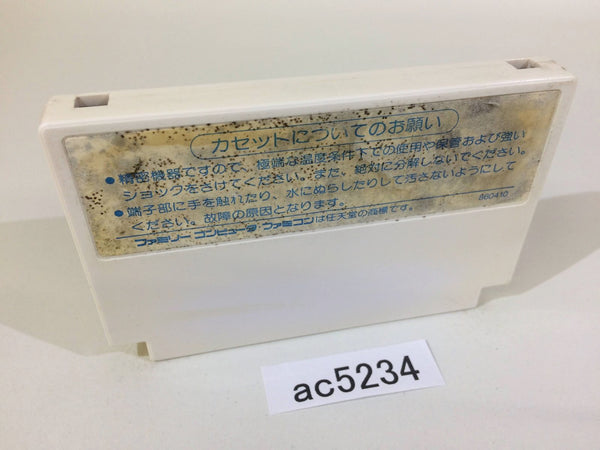 カセットについてのお願い
●精密機器ですので、極端な温度条件下での使用や保管および強い
ショックをさけてください。また、絶対に分解しないでください。
●端子部に手を触れたり、水にぬらしたりして汚さないようにして
ください。故障の原因となります。
860410
ファミリーコンピュータ・ファミコンは任天堂の商標です。
ac5234